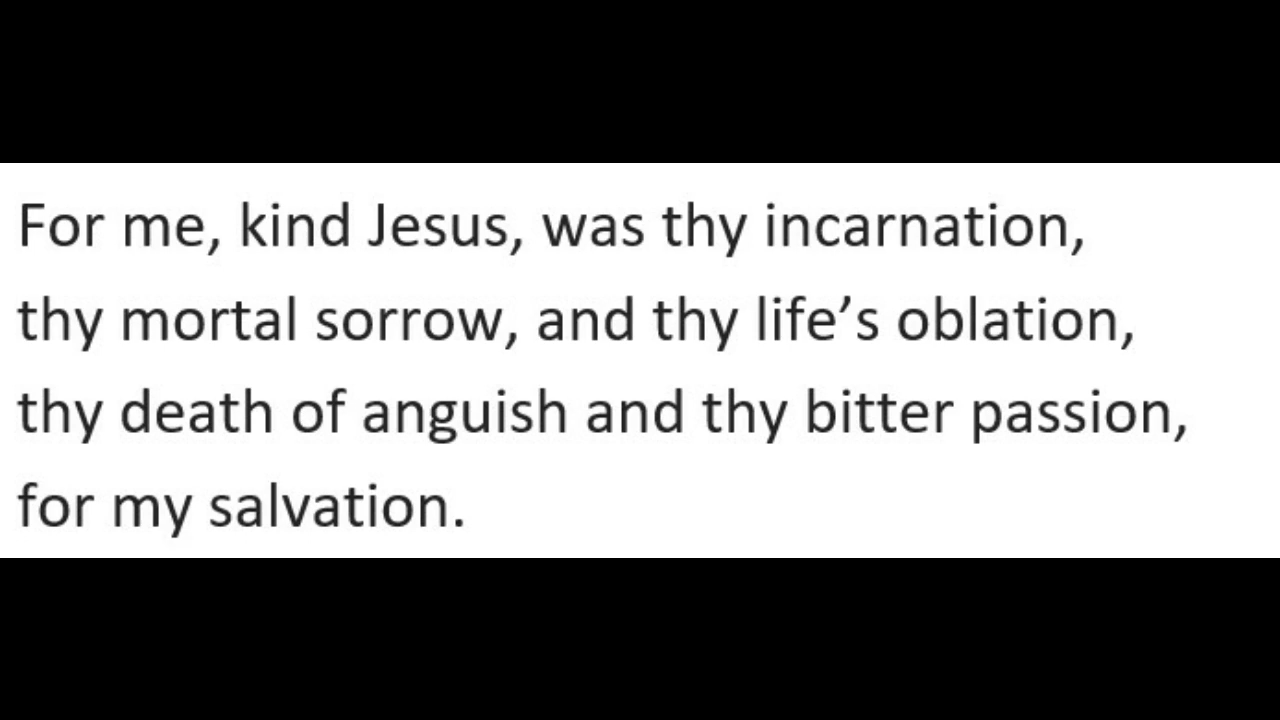 For me, kind Jesus, was thy incarnation,
thy mortal sorrow, and thy life’s oblation,
thy death of anguish and thy bitter passion,
for my salvation.